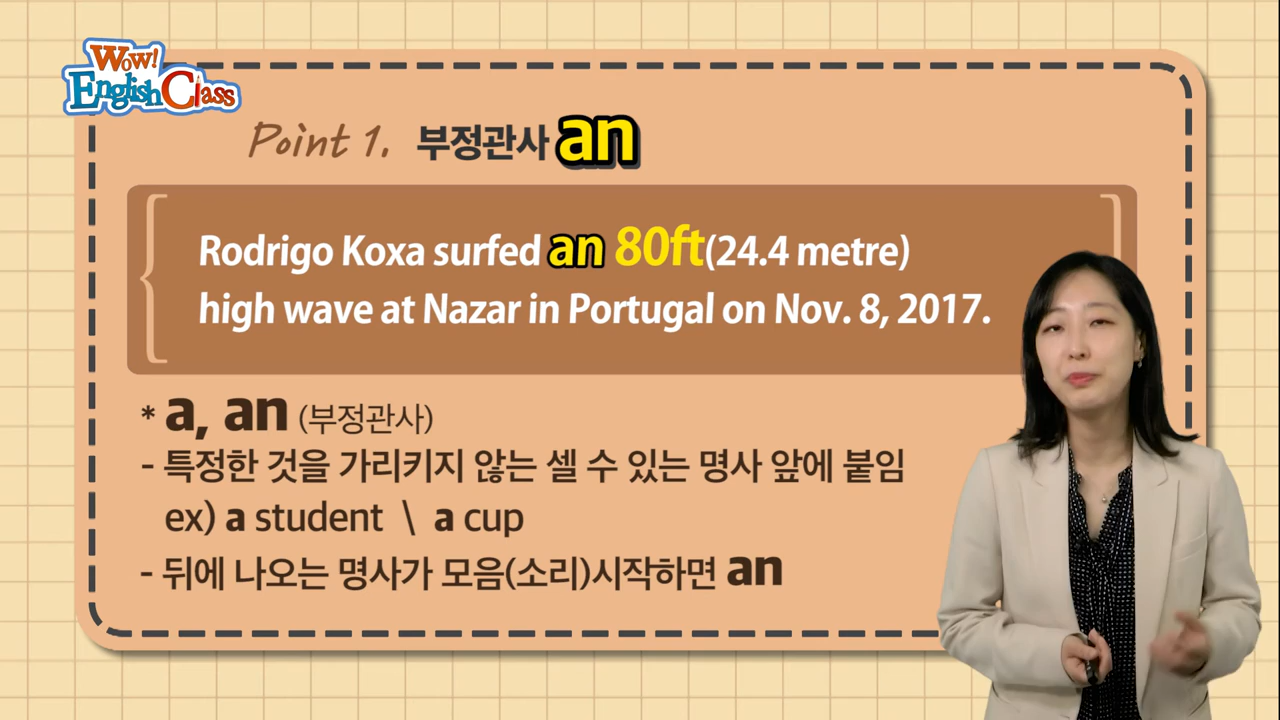 Wow!
English Class
Point 1. 부정관사 an
Rodrigo Koxa surfed an 80ft(24.4 metre)
high wave at Nazar in Portugal on Nov. 8, 2017.
* a, an (부정관사)
- 특정한 것을 가리키지 않는 셀 수 있는 명사 앞에 붙임
ex) a student \ a cup
- 뒤에 나오는 명사가 모음(소리)시작하면 an